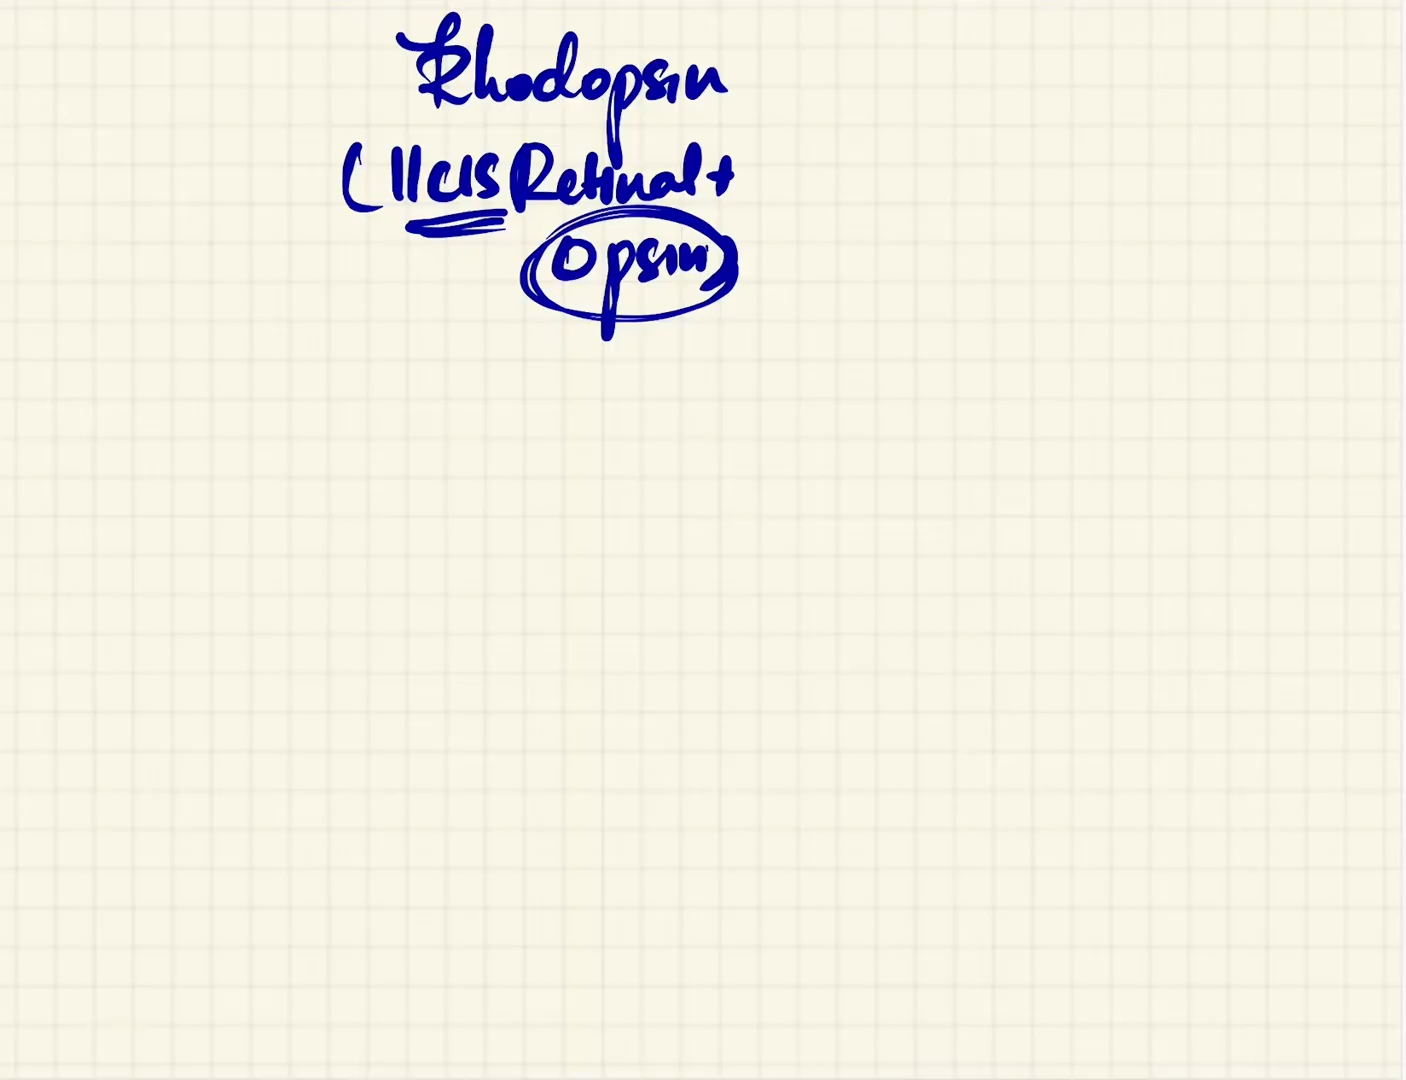 Rhodopsin
(11cis Retinal +
Opsin)